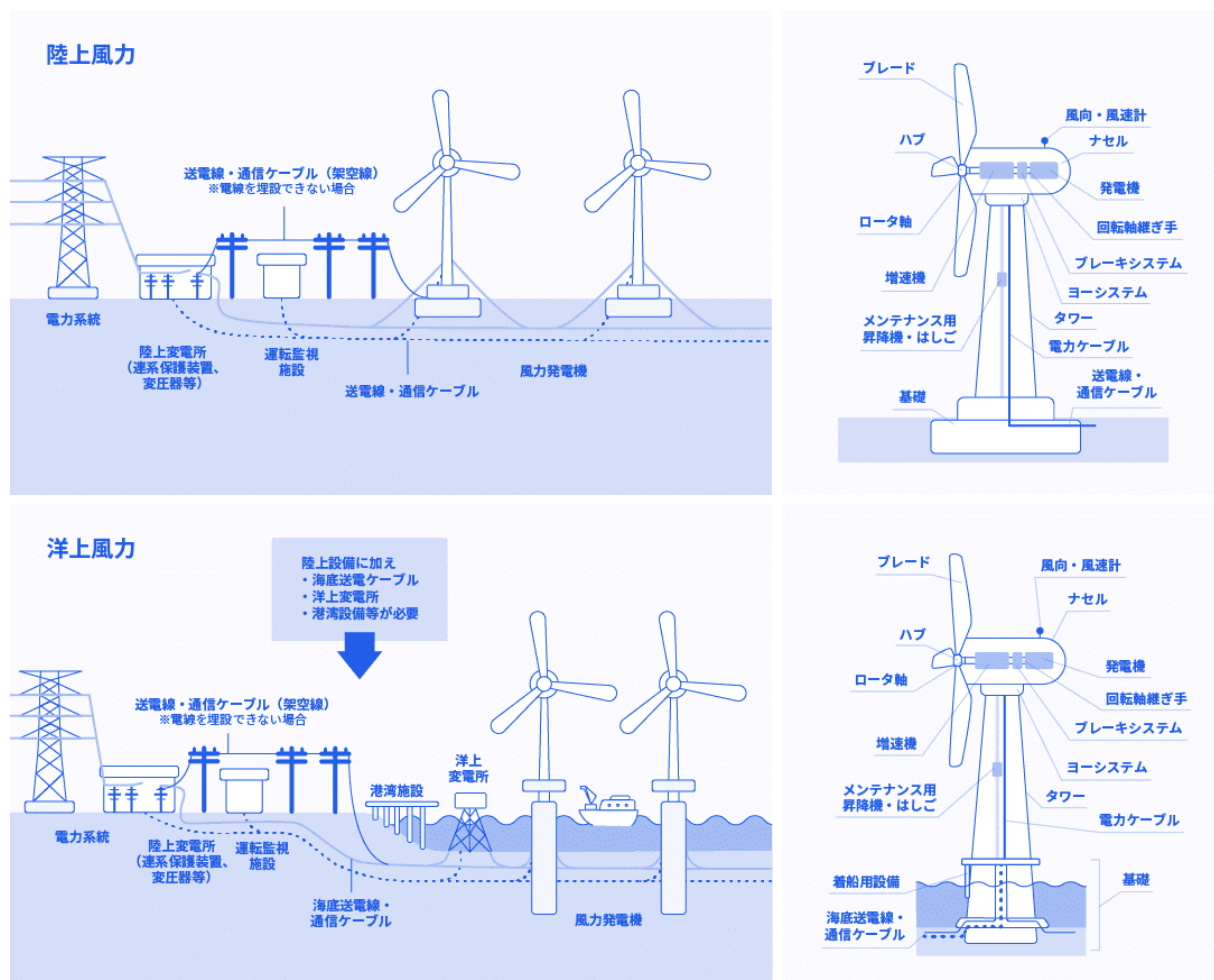 陸上風力
送電線・通信ケーブル（架空線）
※電線を埋設できない場合
電力系統
陸上変電所
（連系保護装置、
変圧器等）
運転監視
施設
送電線・通信ケーブル
風力発電機
ブレード
風向・風速計
ハブ
ナセル
発電機
ロータ軸
回転軸継ぎ手
ブレーキシステム
増速機
ヨーシステム
メンテナンス用
昇降機・はしご
タワー
電力ケーブル
送電線・
通信ケーブル
基礎
洋上風力
陸上設備に加え
・海底送電ケーブル
・洋上変電所
・港湾設備等が必要
送電線・通信ケーブル（架空線）
※電線を埋設できない場合
洋上
変電所
港湾施設
電力系統
陸上変電所
（連系保護装置、
変圧器等）
運転監視
施設
海底送電線・
通信ケーブル
風力発電機
ブレード
風向・風速計
ナセル
ハブ
発電機
ロータ軸
回転軸継ぎ手
ブレーキシステム
増速機
ヨーシステム
メンテナンス用
昇降機・はしご
タワー
電力ケーブル
着船用設備
基礎
海底送電線・
通信ケーブル